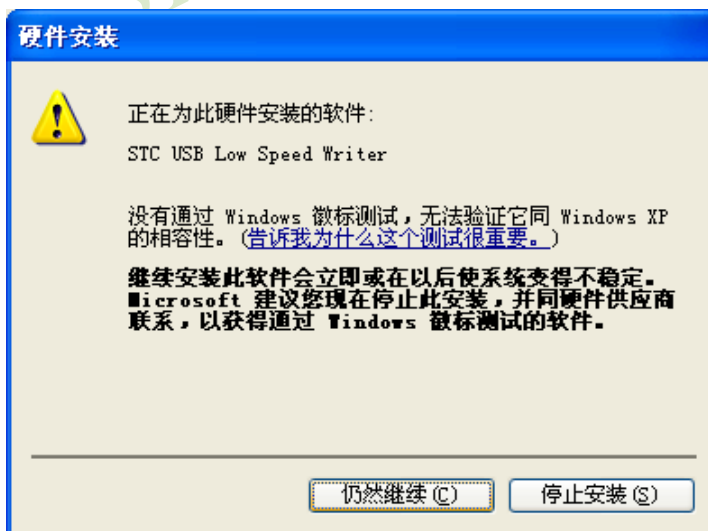 硬件安装
正在为此硬件安装的软件:
STC USB Low Speed Writer
没有通过 Windows 徽标测试，无法验证它同 Windows XP
的相容性。(告诉我为什么这个测试很重要。)
继续安装此软件会立即或在以后使系统变得不稳定。
Microsoft 建议您现在停止此安装，并同硬件供应商
联系，以获得通过 Windows 徽标测试的软件。
仍然继续(C)
停止安装(S)